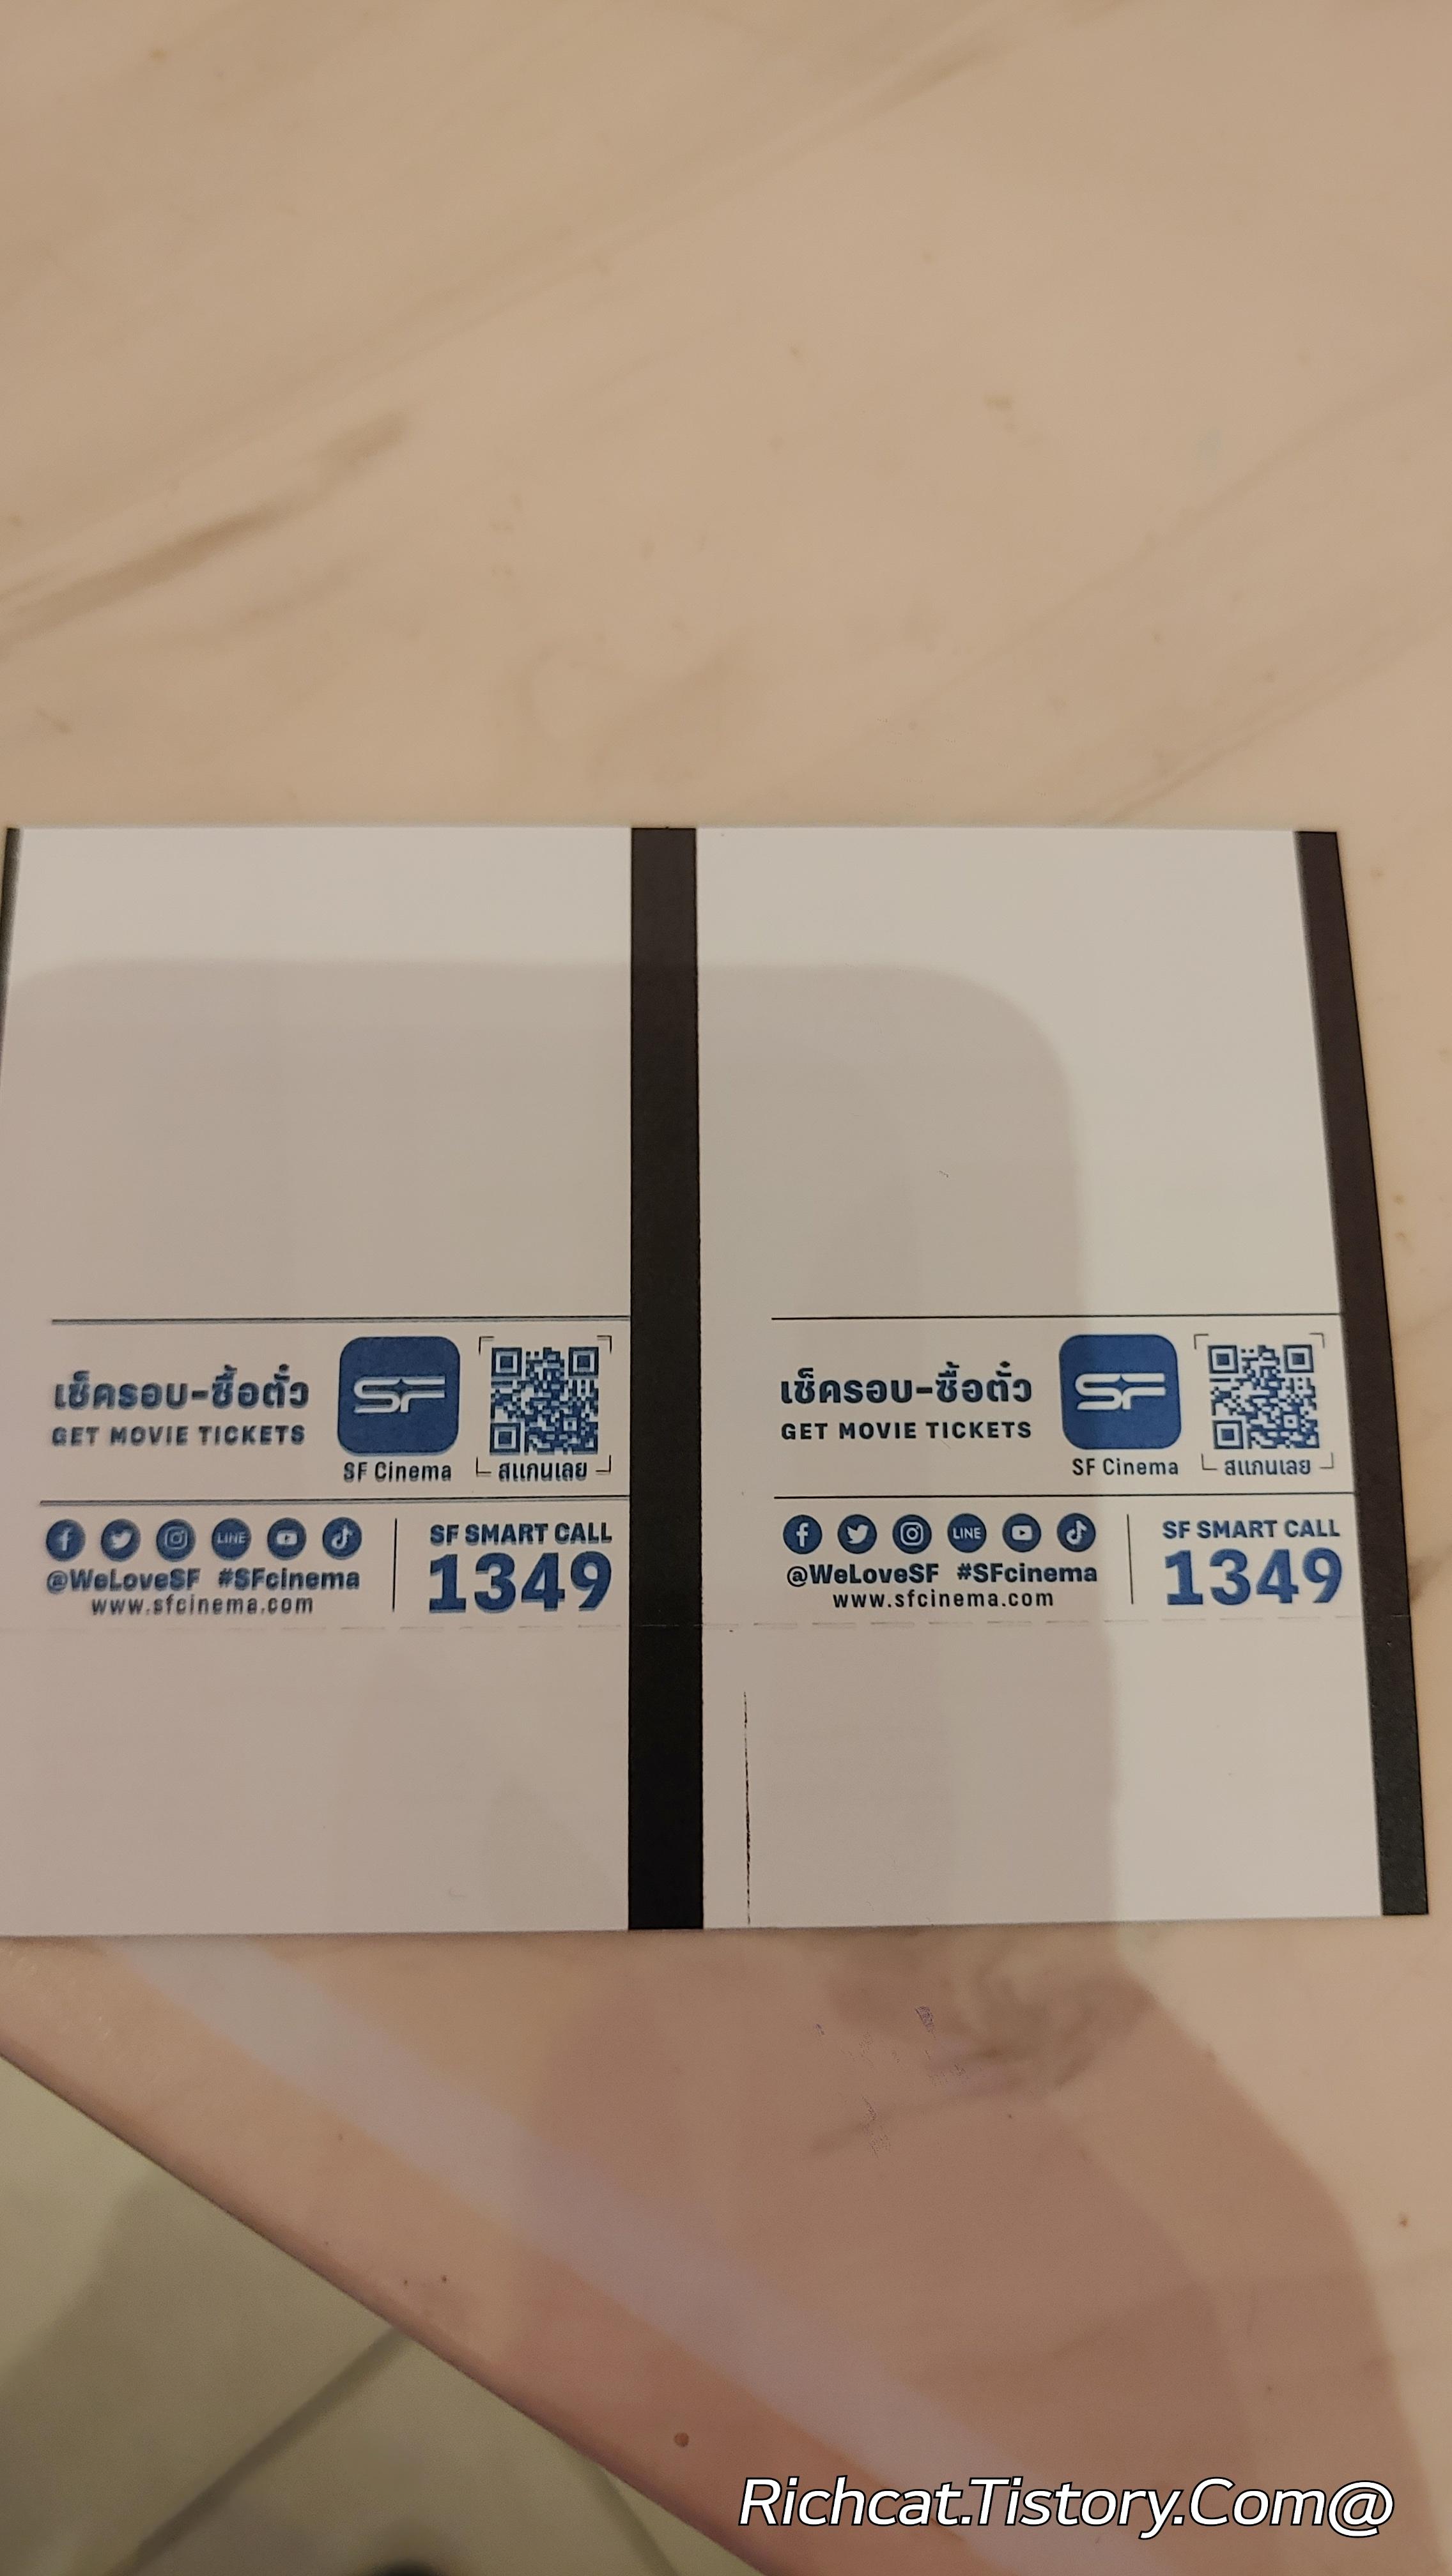 เช็ครอบ-ซื้อตั๋ว
GET MOVIE TICKETS
SF
SF Cinema
สแกนเลย
LINE
@WeLoveSF #SFcinema
www.sfcinema.com
SF SMART CALL
1349
เช็ครอบ-ซื้อตั๋ว
GET MOVIE TICKETS
SF
SF Cinema
สแกนเลย
LINE
@WeLoveSF #SFcinema
www.sfcinema.com
SF SMART CALL
1349
Richcat.Tistory.Com@